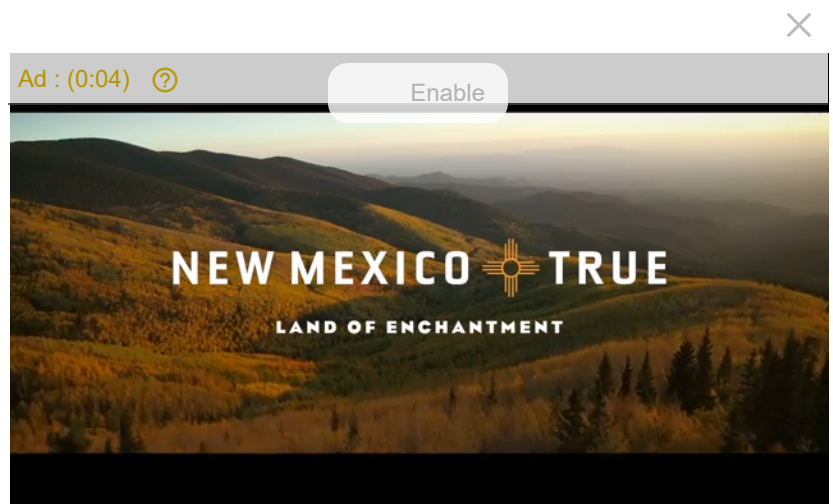 Ad : (0:04) ?
Enable
NEW MEXICO TRUE
LAND OF ENCHANTMENT